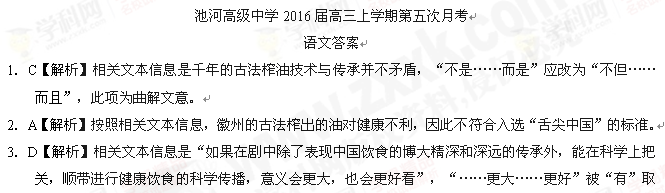 池河高级中学 2016 届高三上学期第五次月考
语文答案
1. C【解析】相关文本信息是千年的古法榨油技术与传承并不矛盾，“不是……而是”应改为“不但……
而且”，此项为曲解文意。
2. A【解析】按照相关文本信息，徽州的古法榨出的油对健康不利，因此不符合入选“舌尖中国”的标准。
3. D【解析】相关文本信息是“如果在剧中除了表现中国饮食的博大精深和深远的传承外，能在科学上把
关，顺带进行健康饮食的科学传播，意义会更大，也会更好看”，“……更大……更好”被“有”取